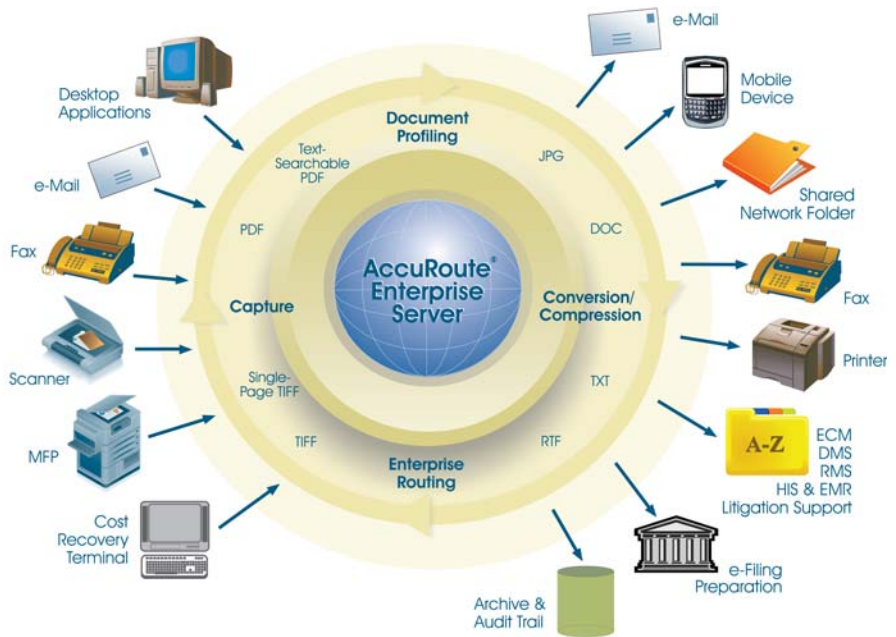 Desktop
Applications
e-Mail
Fax
Scanner
MFP
Cost
Recovery
Terminal
Document
Profiling
Text-
Searchable
PDF
PDF
Capture
Single-
Page TIFF
TIFF
Enterprise
Routing
AccuRoute®
Enterprise
Server
JPG
DOC
Conversion/
Compression
TXT
RTF
e-Mail
Mobile
Device
Shared
Network Folder
Fax
Printer
A-Z
ECM
DMS
RMS
HIS & EMR
Litigation Support
e-Filing
Preparation
Archive &
Audit Trail